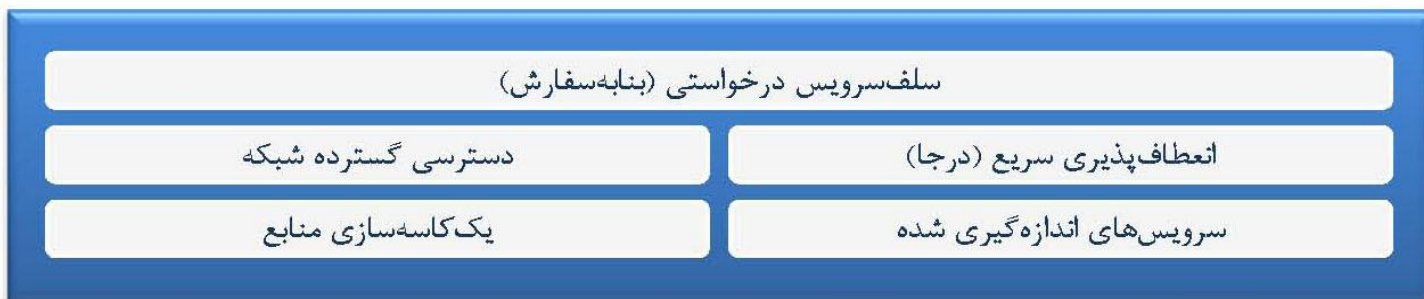 سلف‌سرویس درخواستی (بنابه‌سفارش)
انعطاف‌پذیری سریع (درجا)
دسترسی گسترده شبکه
سرویس‌های اندازه‌گیری شده
یک‌کاسه‌سازی منابع